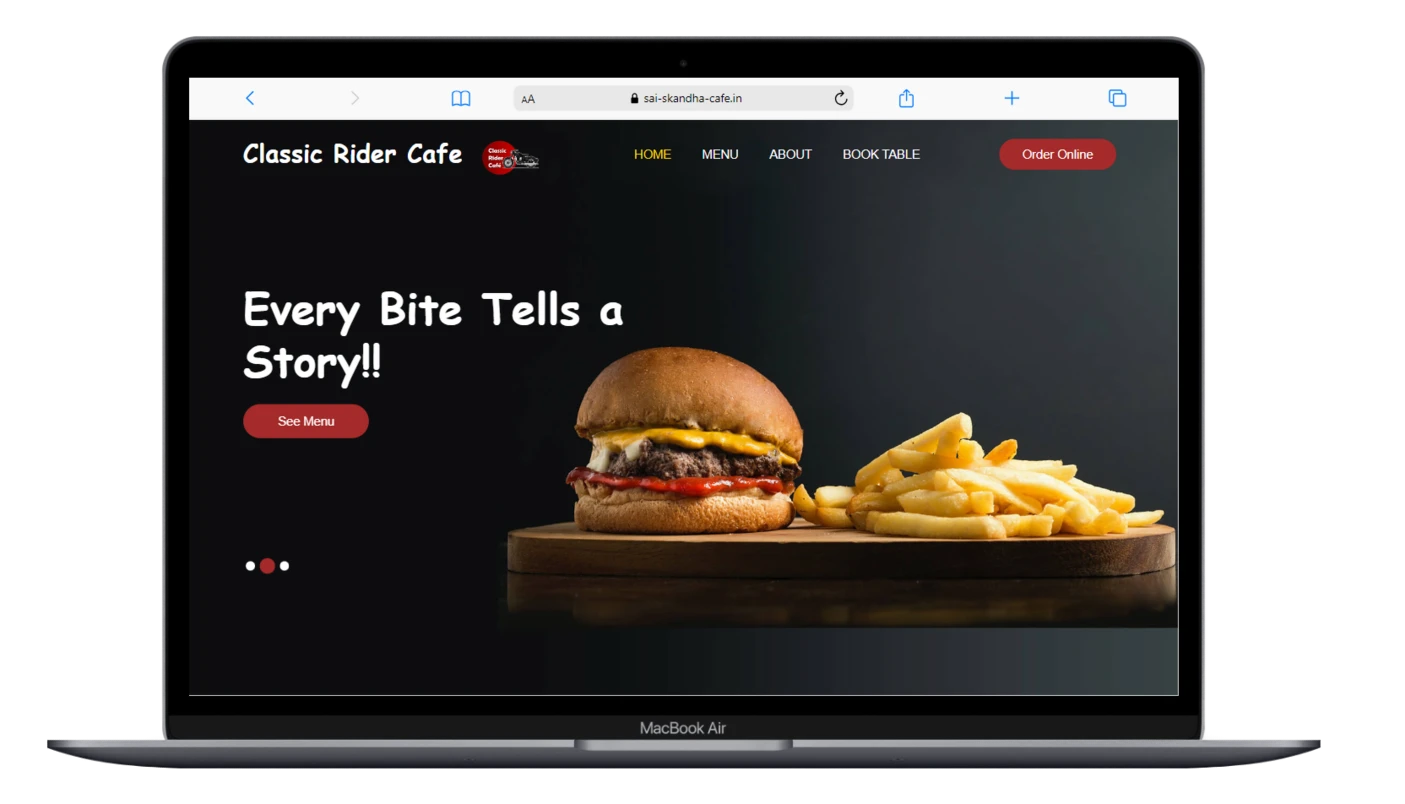 AA
sai-skandha-cafe.in
Classic Rider Cafe
Classic
Rider
Café
HOME
MENU
ABOUT
BOOK TABLE
Order Online
Every Bite Tells a
Story!!
See Menu
MacBook Air